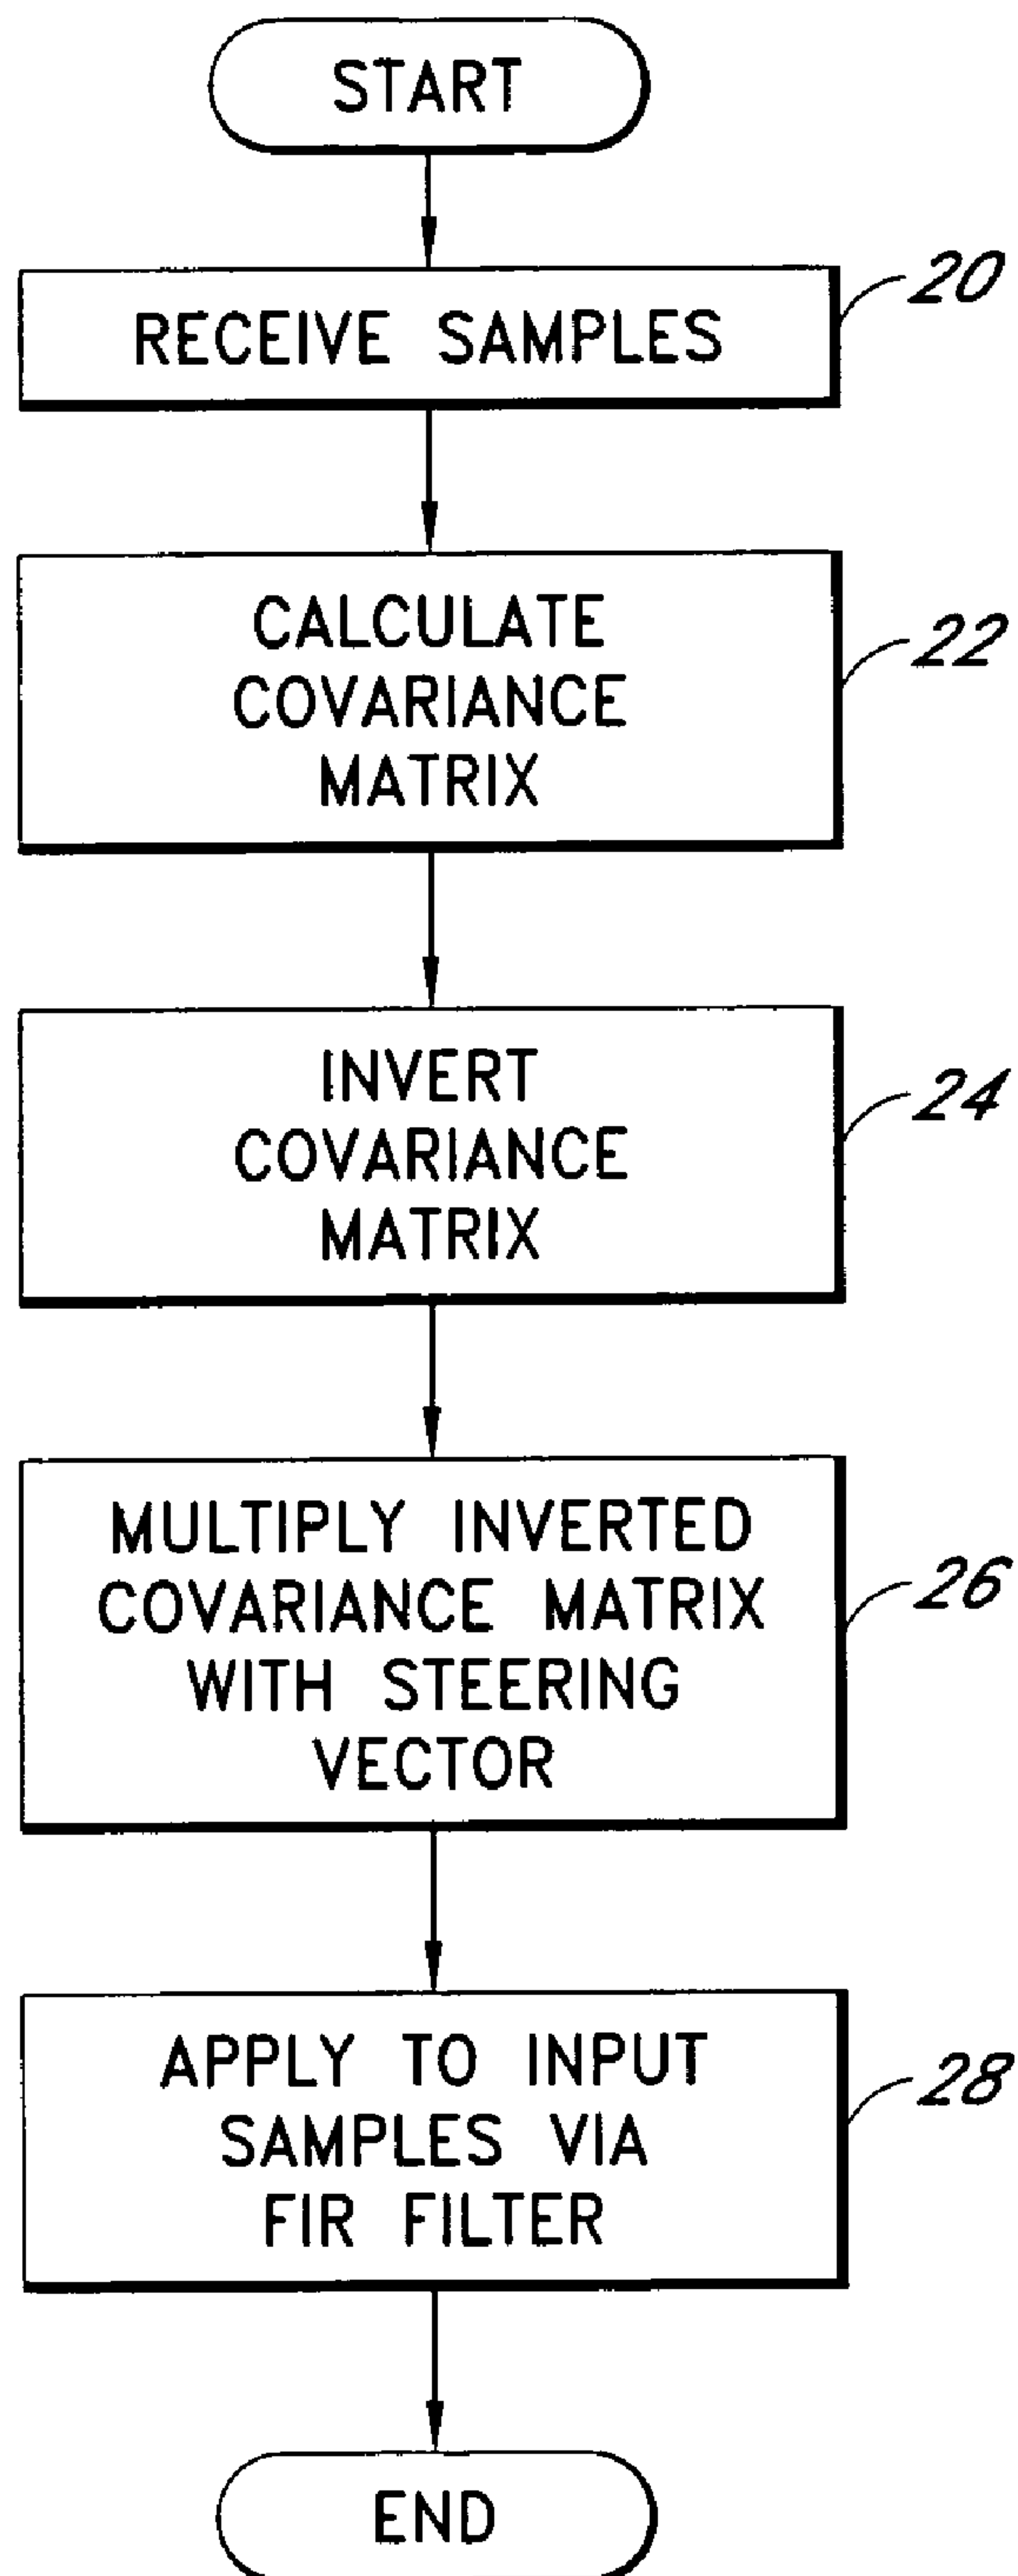 START
20
RECEIVE SAMPLES
22
CALCULATE
COVARIANCE
MATRIX
24
INVERT
COVARIANCE
MATRIX
26
MULTIPLY INVERTED
COVARIANCE MATRIX
WITH STEERING
VECTOR
28
APPLY TO INPUT
SAMPLES VIA
FIR FILTER
END